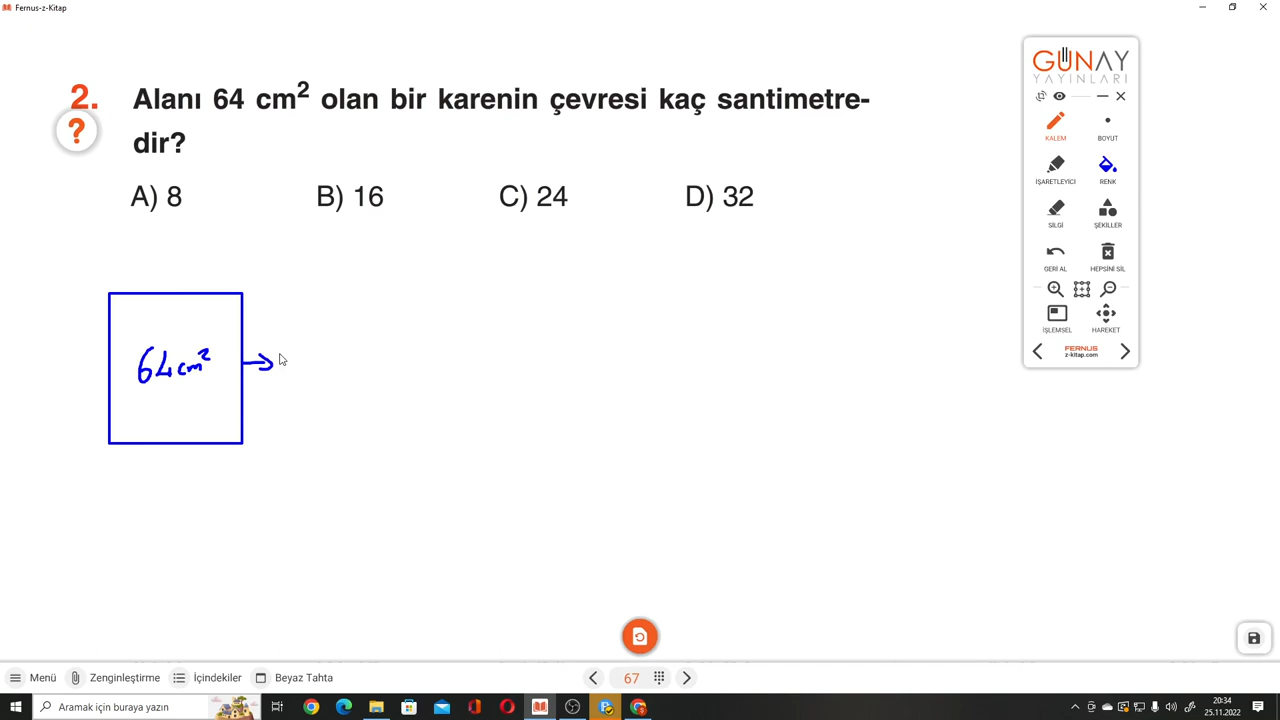 Fernus-z-Kitap
2. Alanı 64 cm² olan bir karenin çevresi kaç santimetre-
? dir?
A) 8 B) 16 C) 24 D) 32
64cm²
GÜNAY
YAYINLARI
KALEM BOYUT
İŞARETLEYİCİ RENK
SİLGİ ŞEKİLLER
GERİ AL HEPSİNİ SİL
İŞLEMSEL HAREKET
FERNUS
z-kitap.com
Menü Zenginleştirme İçindekiler Beyaz Tahta 67
Aramak için buraya yazın
20:34
25.11.2022